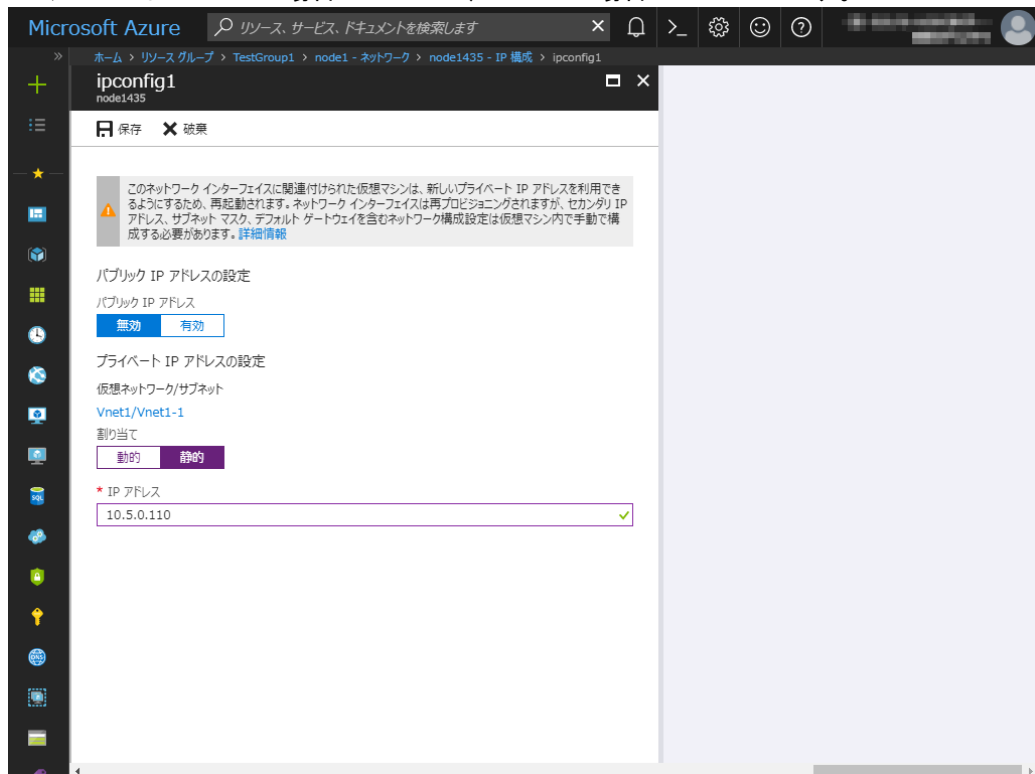 Microsoft Azure
リソース、サービス、ドキュメントを検索します
ホーム > リソース グループ > TestGroup1 > node1 - ネットワーク > node1435 - IP 構成 > ipconfig1
ipconfig1
node1435
保存 破棄
このネットワーク インターフェイスに関連付けられた仮想マシンは、新しいプライベート IP アドレスを利用でき
るようにするため、再起動されます。ネットワーク インターフェイスは再プロビジョニングされますが、セカンダリ IP
アドレス、サブネット マスク、デフォルト ゲートウェイを含むネットワーク構成設定は仮想マシン内で手動で構
成する必要があります。詳細情報
パブリック IP アドレスの設定
パブリック IP アドレス
無効 有効
プライベート IP アドレスの設定
仮想ネットワーク/サブネット
Vnet1/Vnet1-1
割り当て
動的 静的
* IP アドレス
10.5.0.110
SQL
DNS